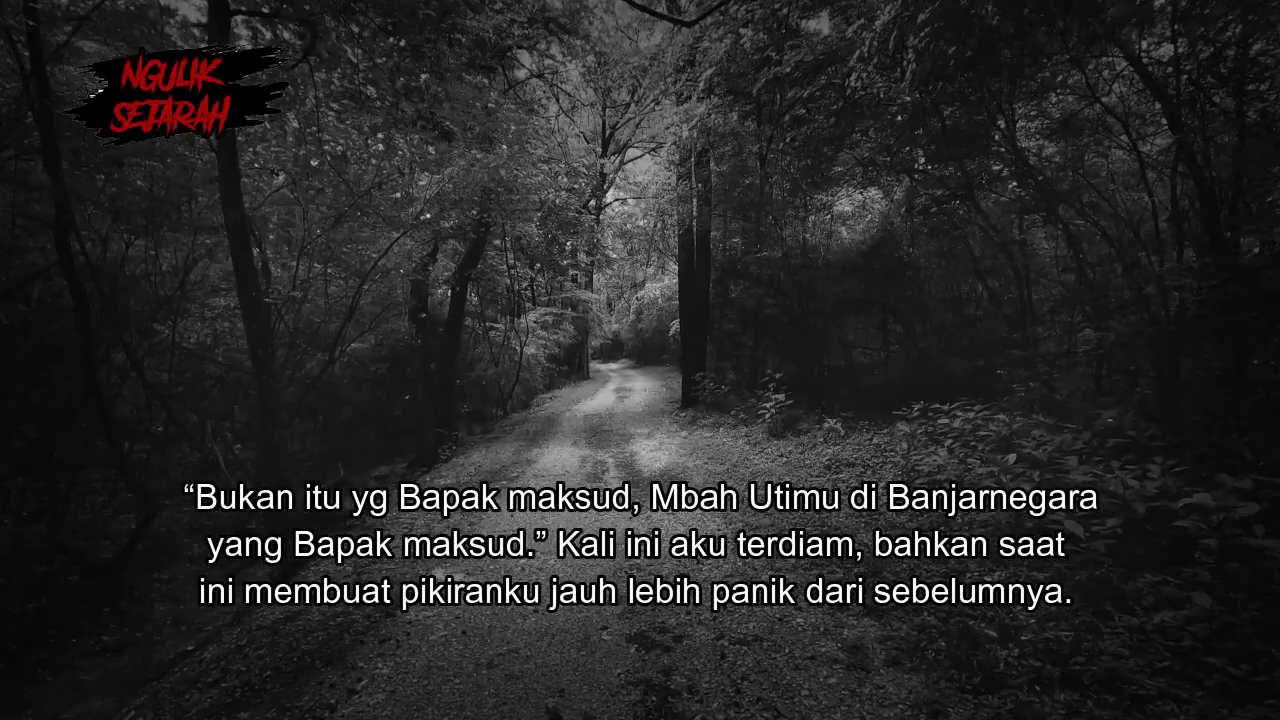 NGULIK
SEJARAH
“Bukan itu yg Bapak maksud, Mbah Utimu di Banjarnegara
yang Bapak maksud.” Kali ini aku terdiam, bahkan saat
ini membuat pikiranku jauh lebih panik dari sebelumnya.